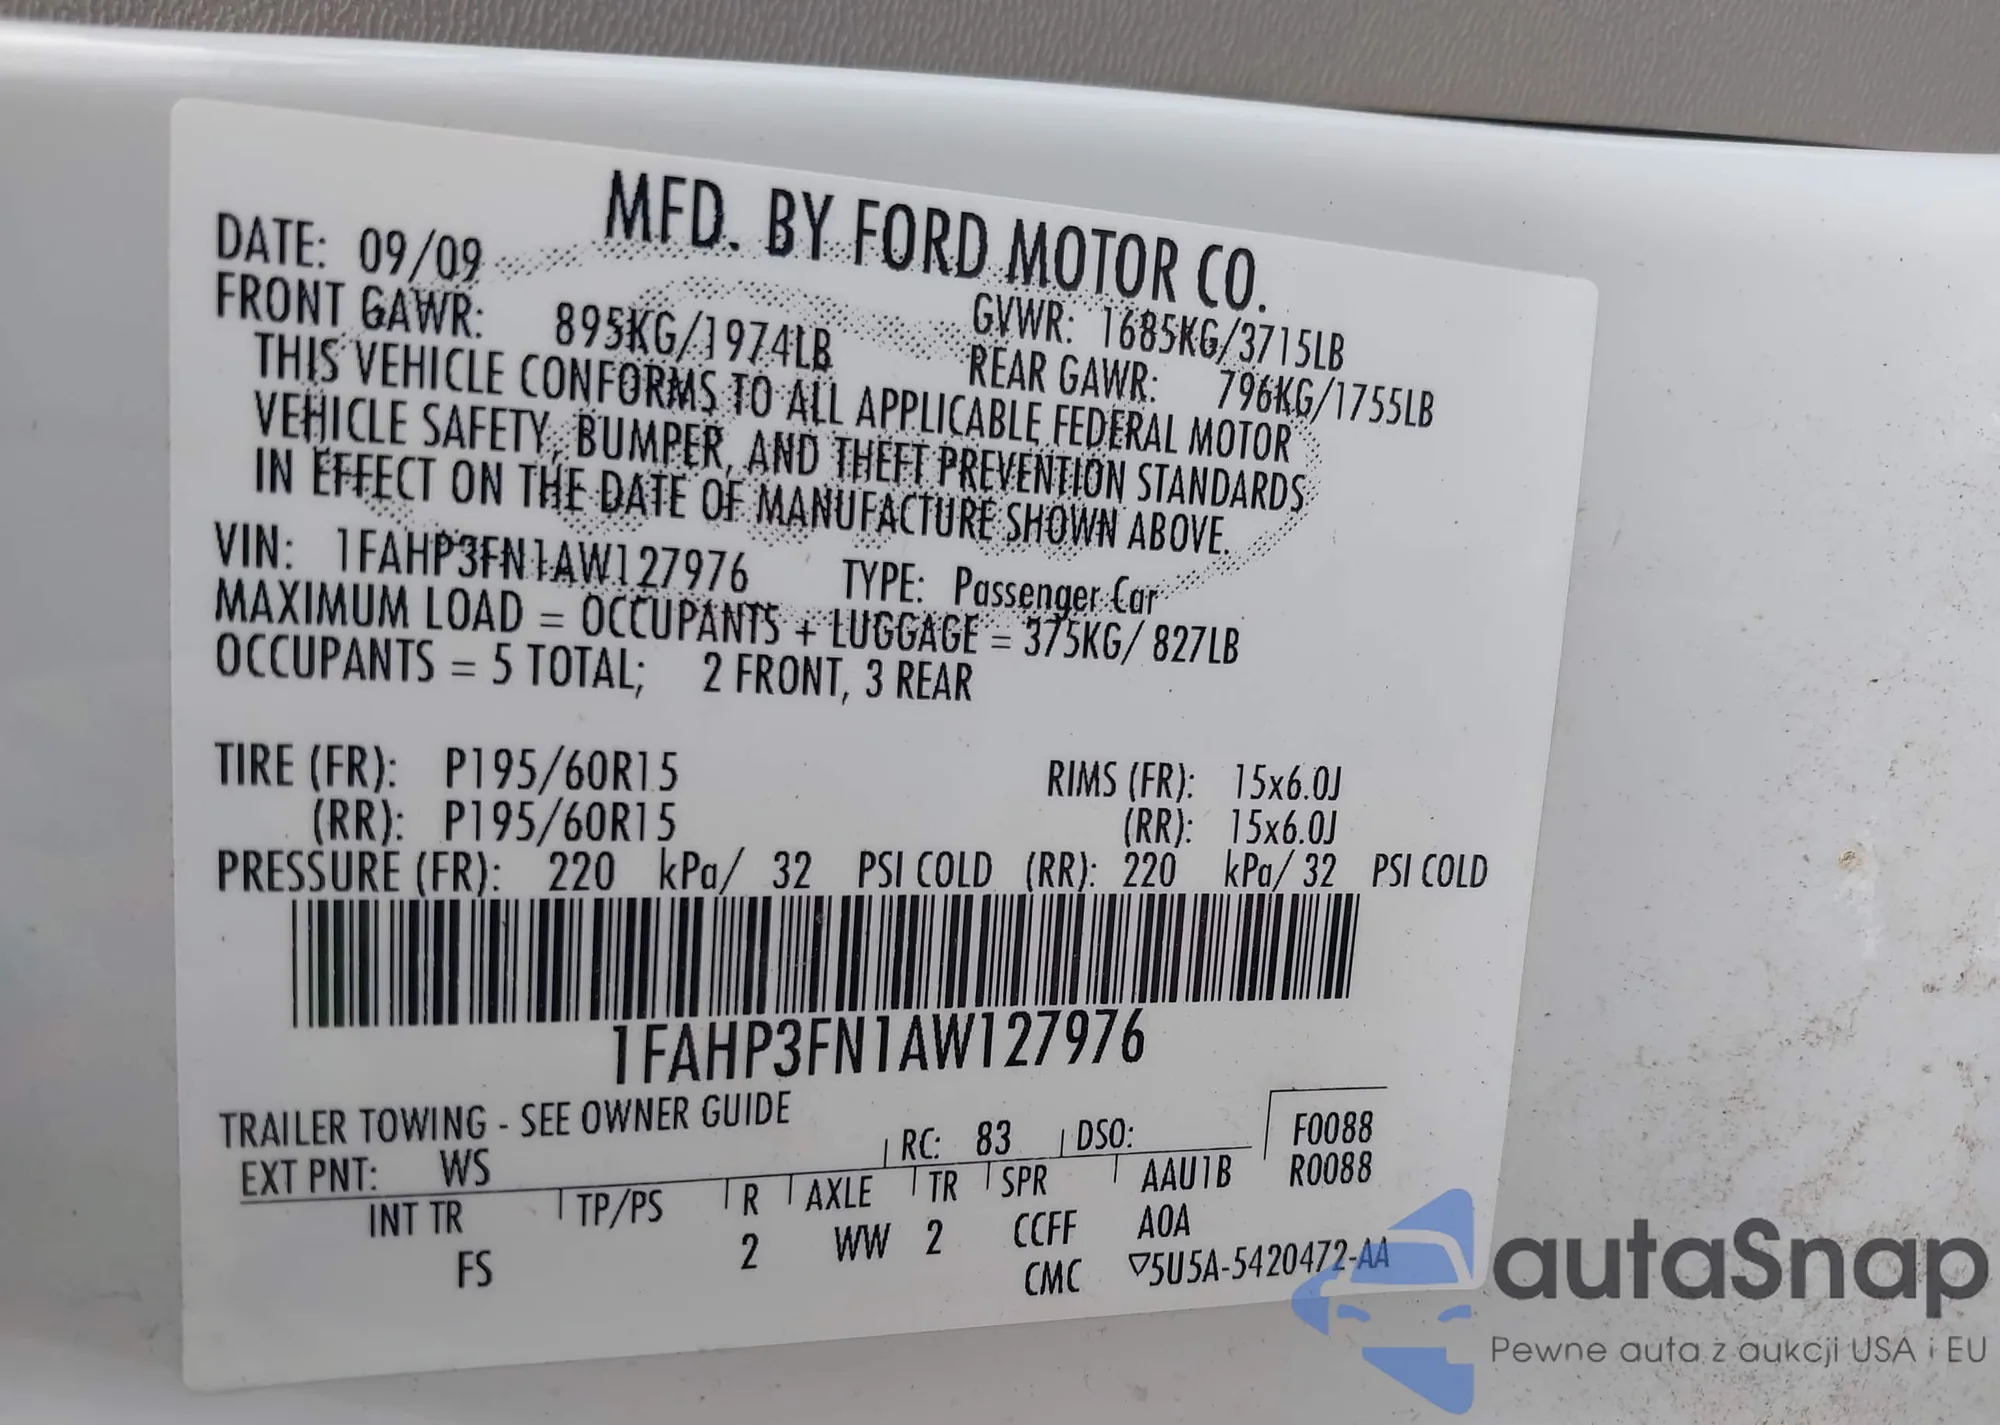 MFD. BY FORD MOTOR CO.
DATE: 09/09
GVWR: 1685KG/3715LB
FRONT GAWR: 895KG/1974LB
REAR GAWR: 796KG/1755LB
THIS VEHICLE CONFORMS TO ALL APPLICABLE FEDERAL MOTOR
VEHICLE SAFETY, BUMPER, AND THEFT PREVENTION STANDARDS
IN EFFECT ON THE DATE OF MANUFACTURE SHOWN ABOVE.
VIN: 1FAHP3FN1AW127976 TYPE: Passenger Car
MAXIMUM LOAD = OCCUPANTS + LUGGAGE = 375KG/ 827LB
OCCUPANTS = 5 TOTAL; 2 FRONT, 3 REAR
TIRE (FR): P195/60R15 RIMS (FR): 15x6.0J
(RR): P195/60R15 (RR): 15x6.0J
PRESSURE (FR): 220 kPa/ 32 PSI COLD (RR): 220 kPa/ 32 PSI COLD
1FAHP3FN1AW127976
TRAILER TOWING - SEE OWNER GUIDE
EXT PNT: WS RC: 83 DSO: F0088
R0088
INT TR TP/PS R AXLE TR SPR AAU1B
FS 2 WW 2 CCFF A0A
CMC ▽5U5A-5420472-AA
autaSnap
Pewne auta z aukcji USA i EU